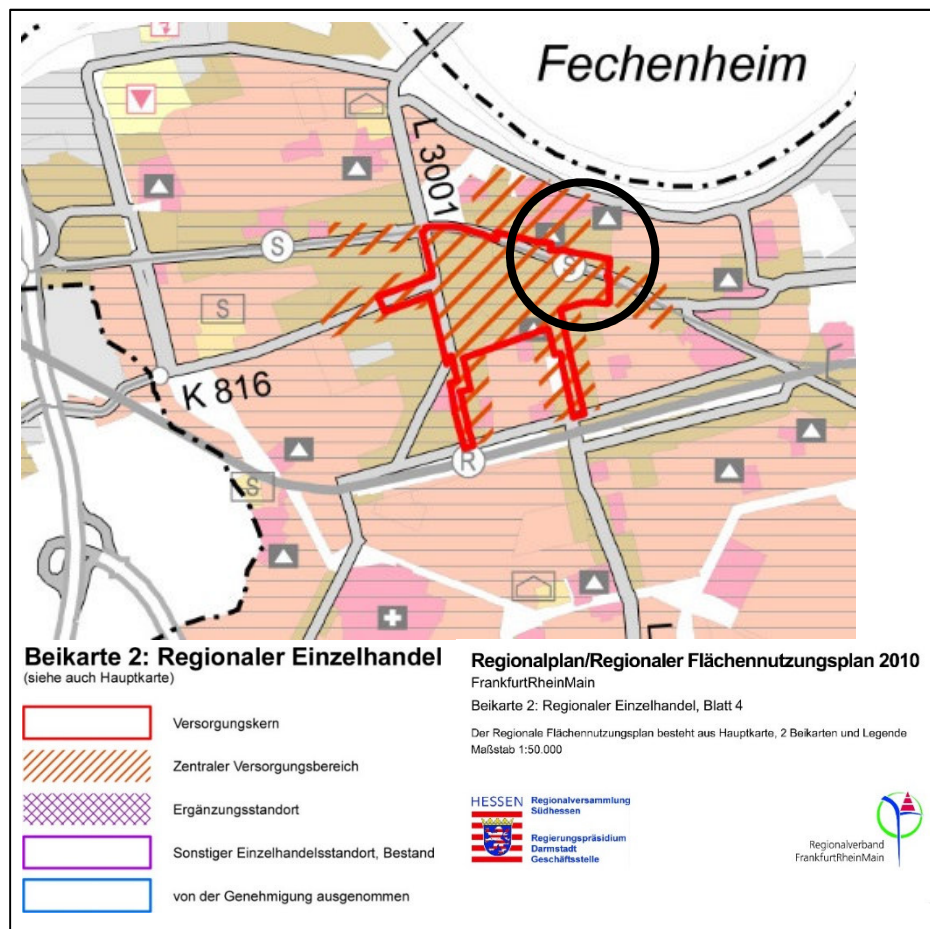 Fechenheim
L 3001
S
S
S
K 816
S
R
L
Beikarte 2: Regionaler Einzelhandel
(siehe auch Hauptkarte)
Versorgungskern
Zentraler Versorgungsbereich
Ergänzungsstandort
Sonstiger Einzelhandelsstandort, Bestand
von der Genehmigung ausgenommen
Regionalplan/Regionaler Flächennutzungsplan 2010
FrankfurtRheinMain
Beikarte 2: Regionaler Einzelhandel, Blatt 4
Der Regionale Flächennutzungsplan besteht aus Hauptkarte, 2 Beikarten und Legende
Maßstab 1:50.000
HESSEN
Regionalversammlung
Südhessen
Regierungspräsidium
Darmstadt
Geschäftsstelle
Regionalverband
FrankfurtRheinMain